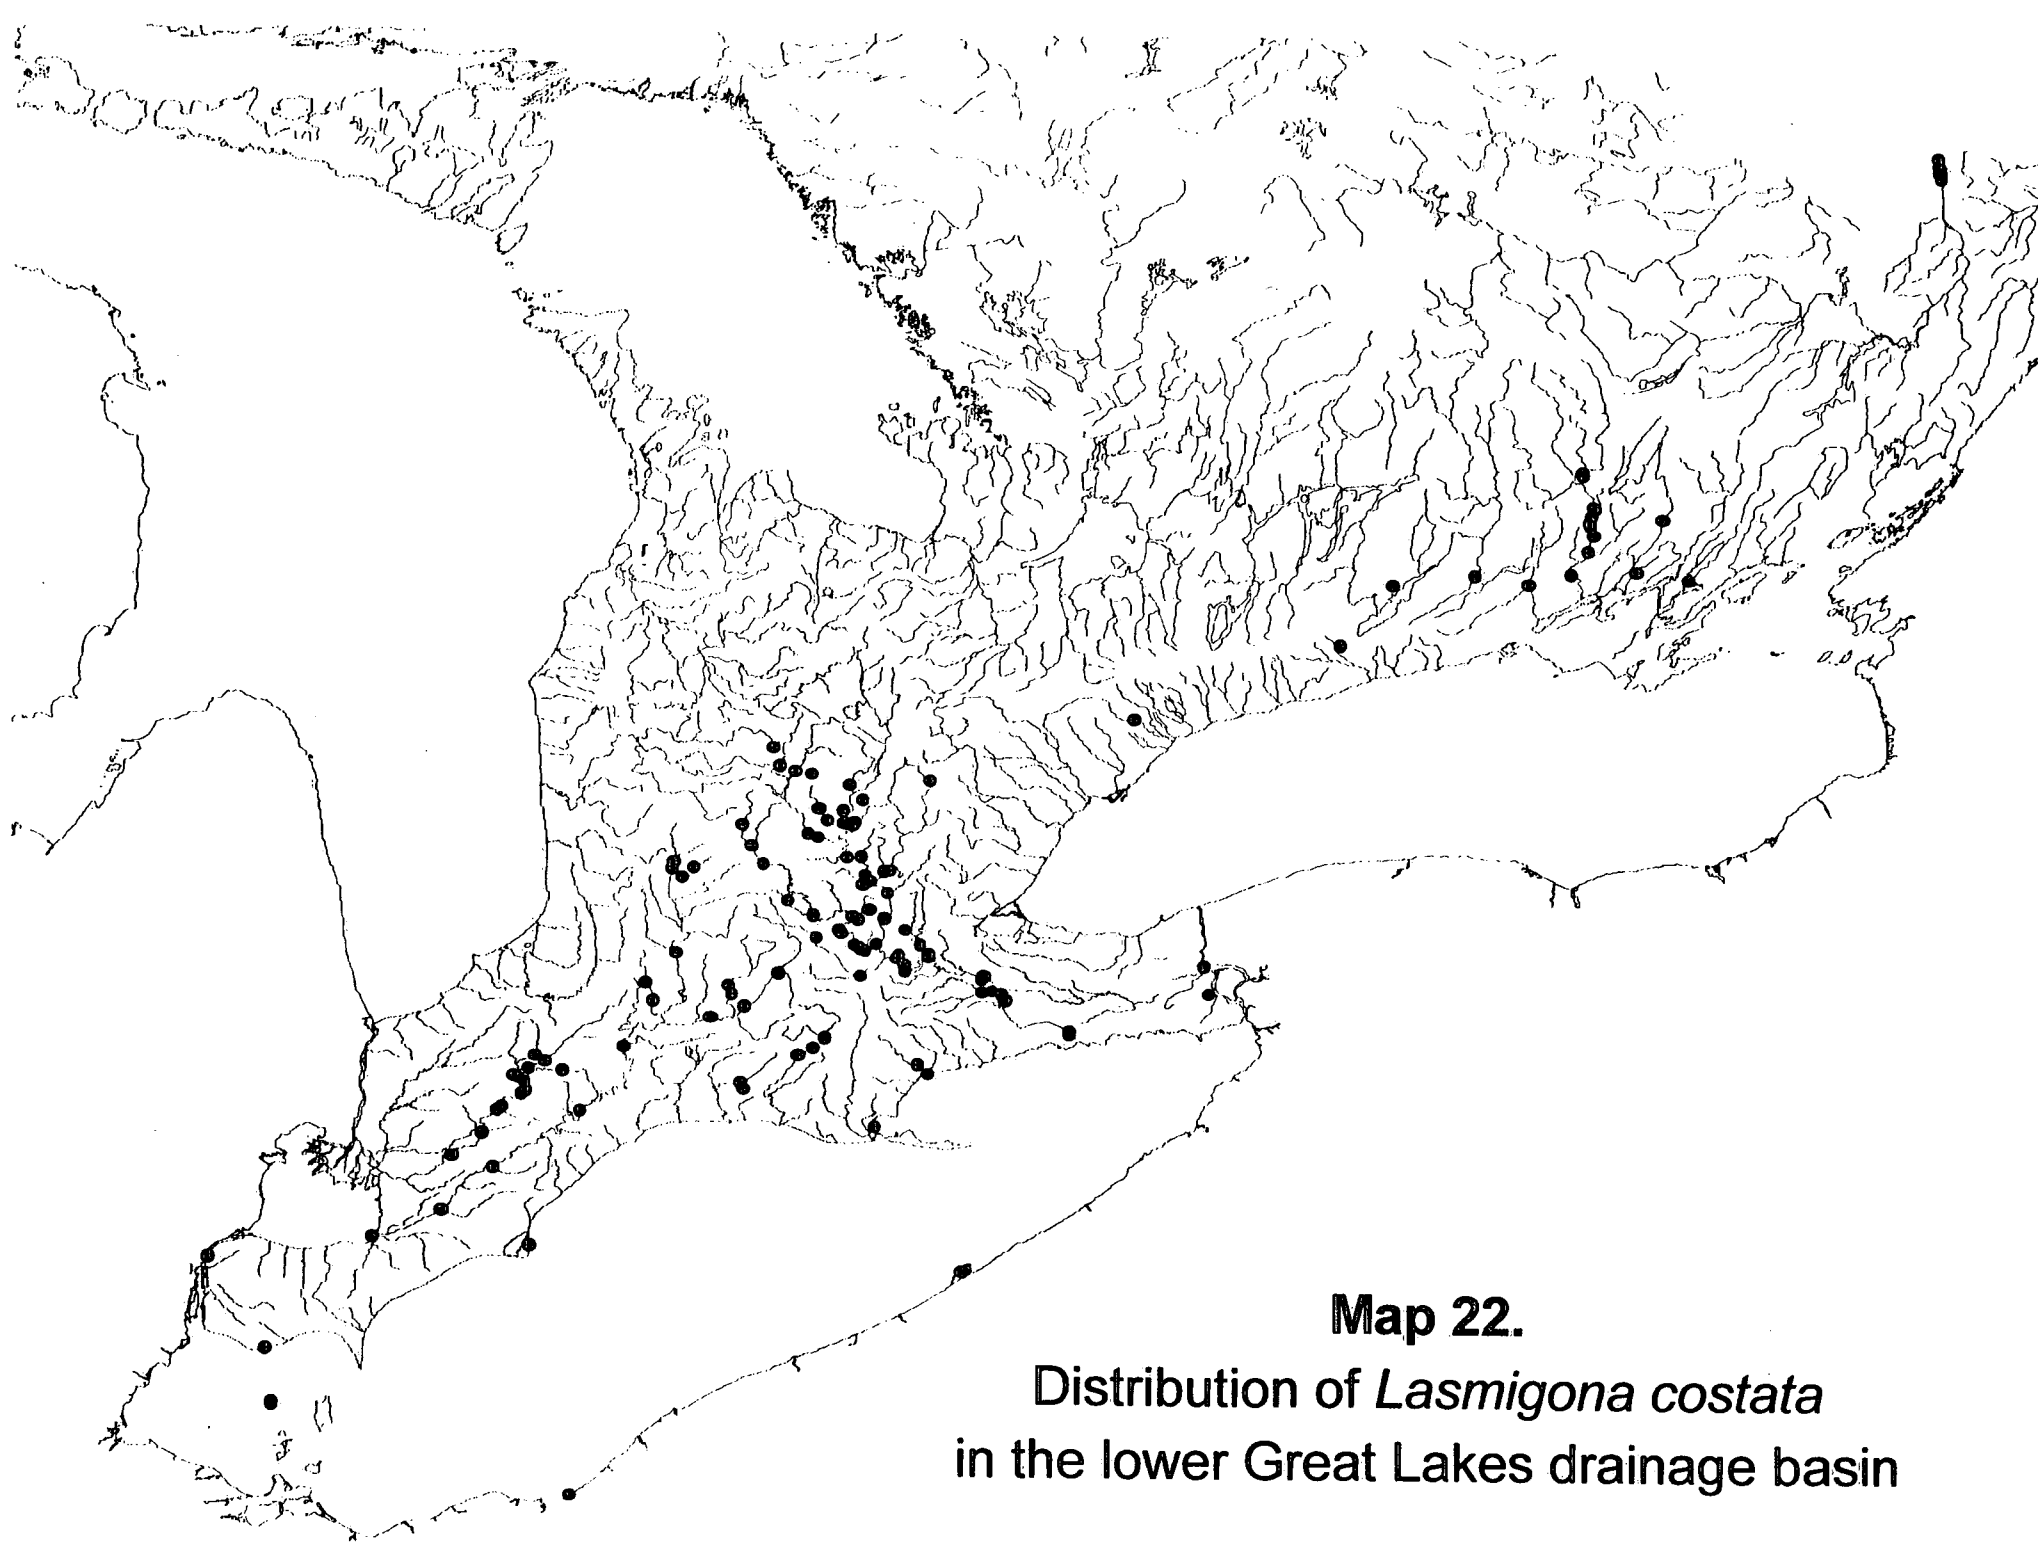 Map 22.
Distribution of Lasmigona costata
in the lower Great Lakes drainage basin